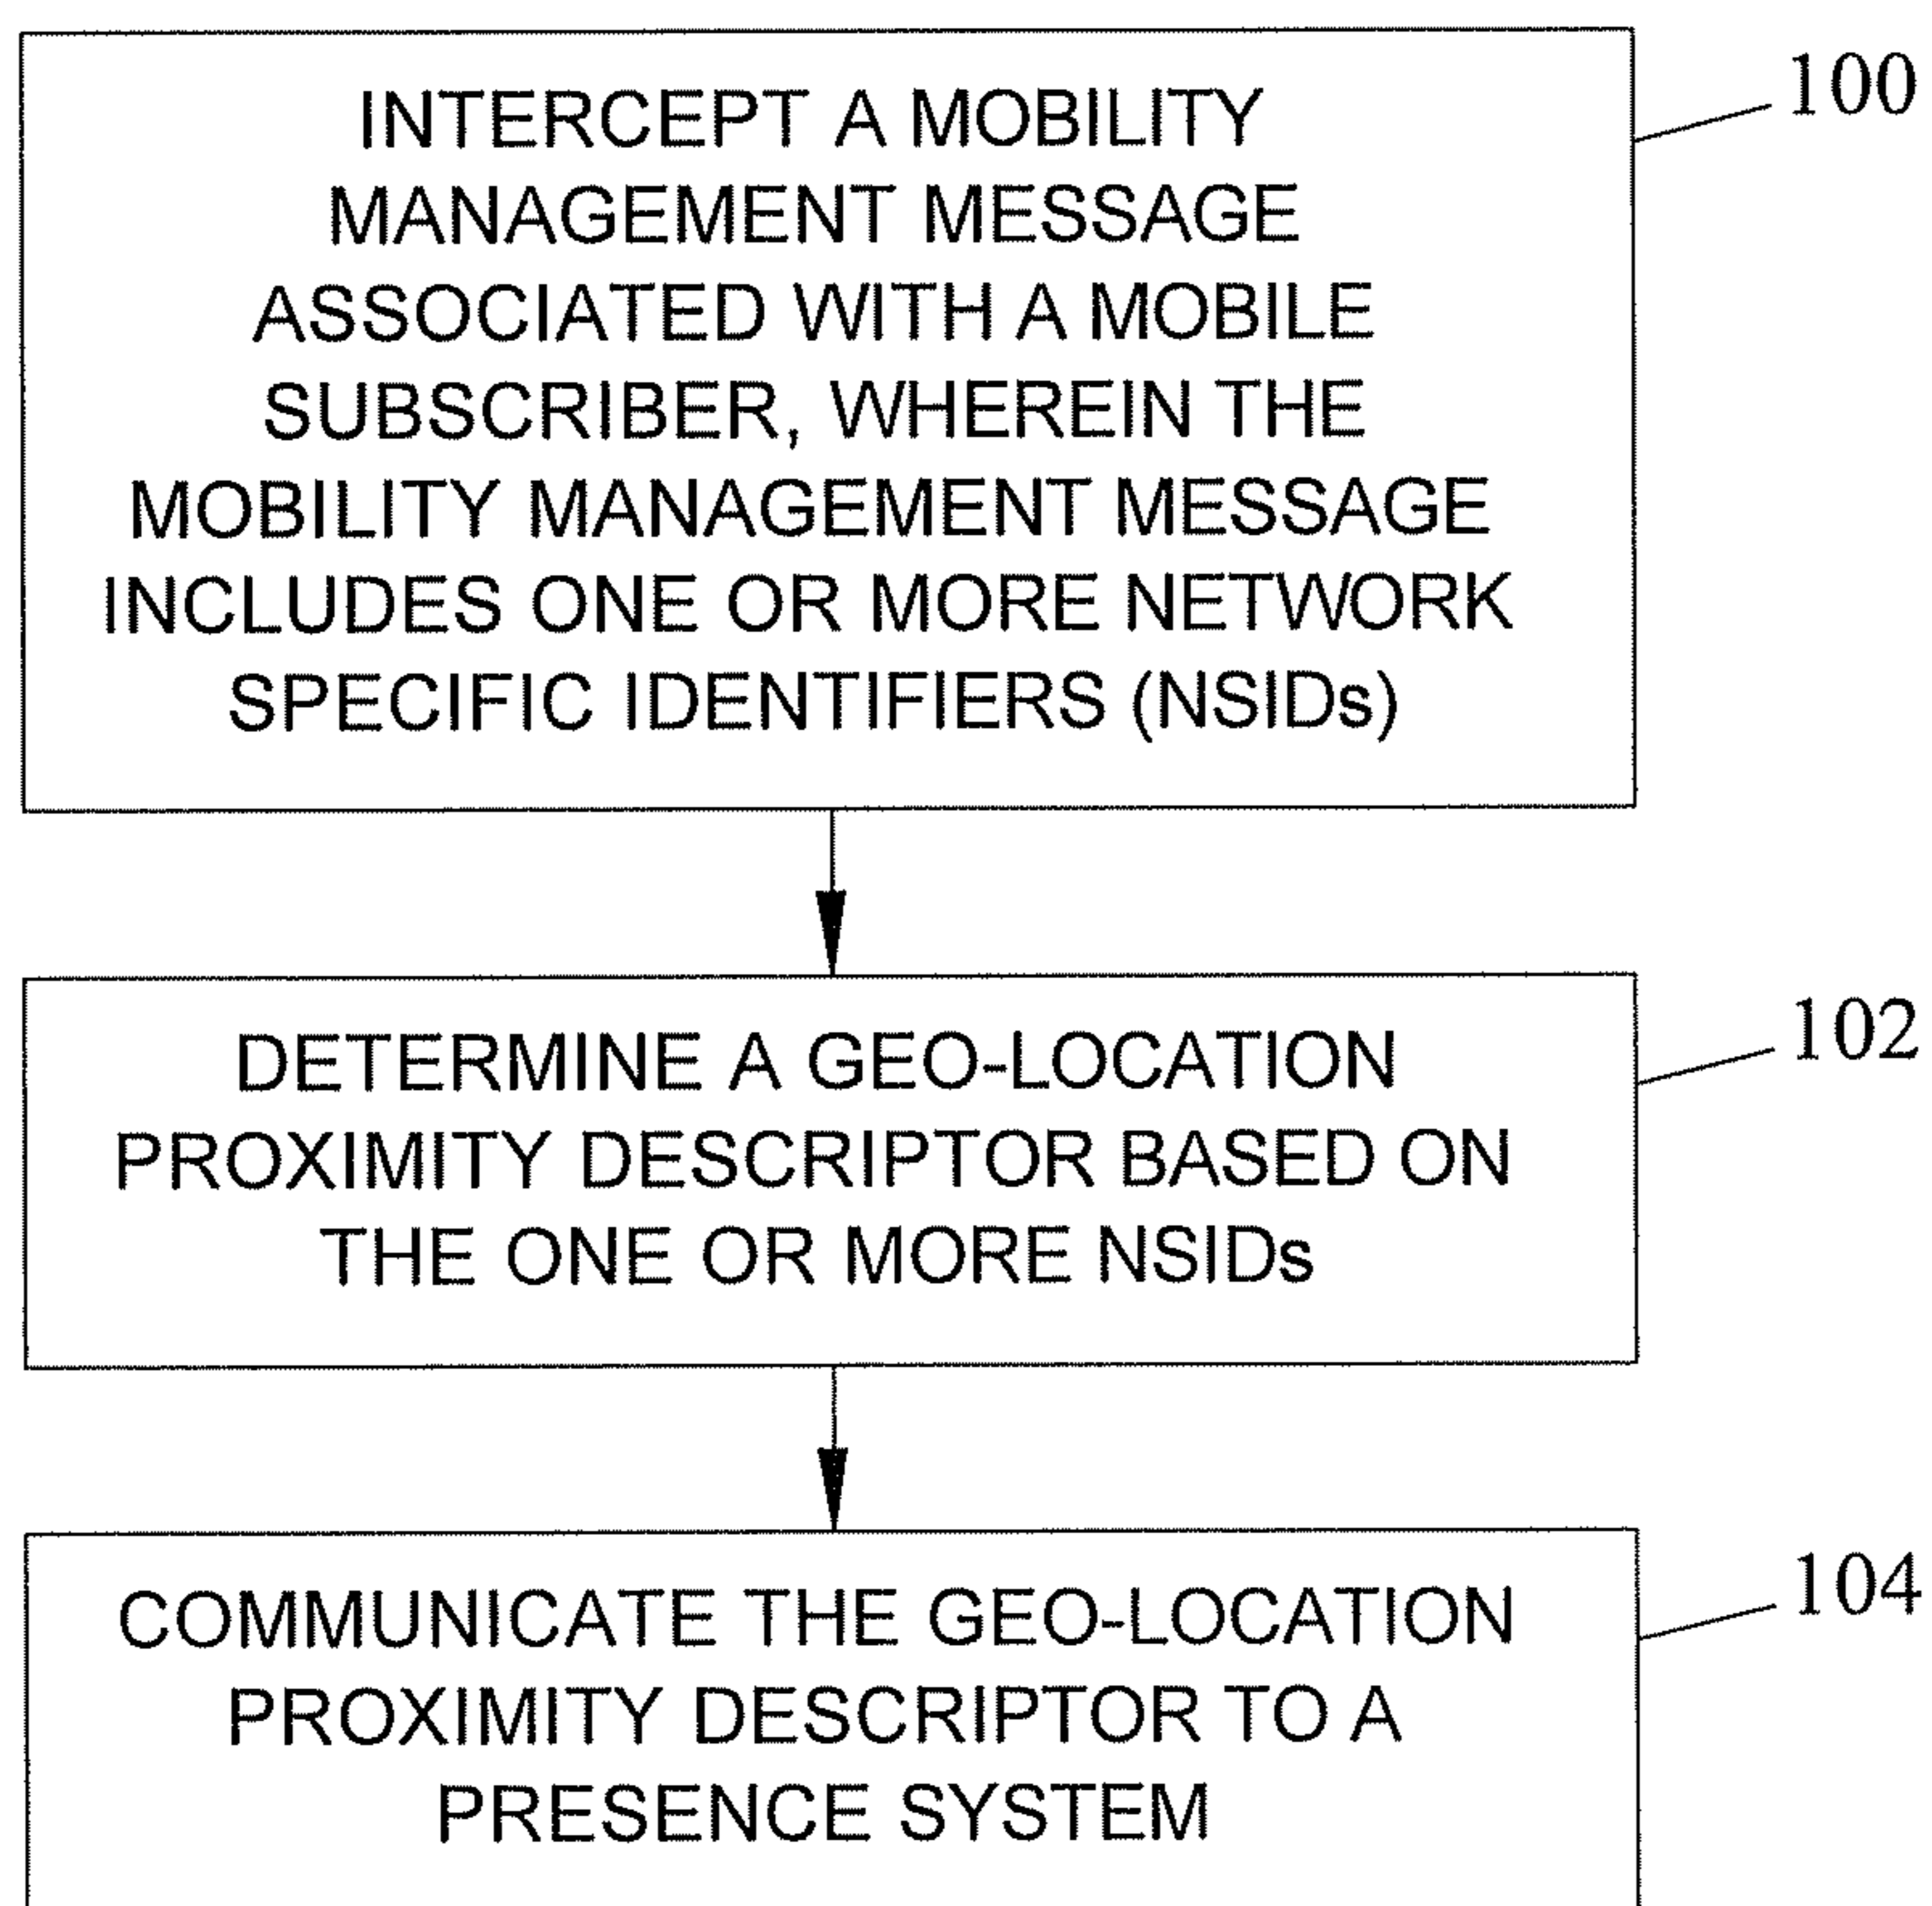 INTERCEPT A MOBILITY
MANAGEMENT MESSAGE
ASSOCIATED WITH A MOBILE
SUBSCRIBER, WHEREIN THE
MOBILITY MANAGEMENT MESSAGE
INCLUDES ONE OR MORE NETWORK
SPECIFIC IDENTIFIERS (NSIDs)
100
DETERMINE A GEO-LOCATION
PROXIMITY DESCRIPTOR BASED ON
THE ONE OR MORE NSIDs
102
COMMUNICATE THE GEO-LOCATION
PROXIMITY DESCRIPTOR TO A
PRESENCE SYSTEM
104